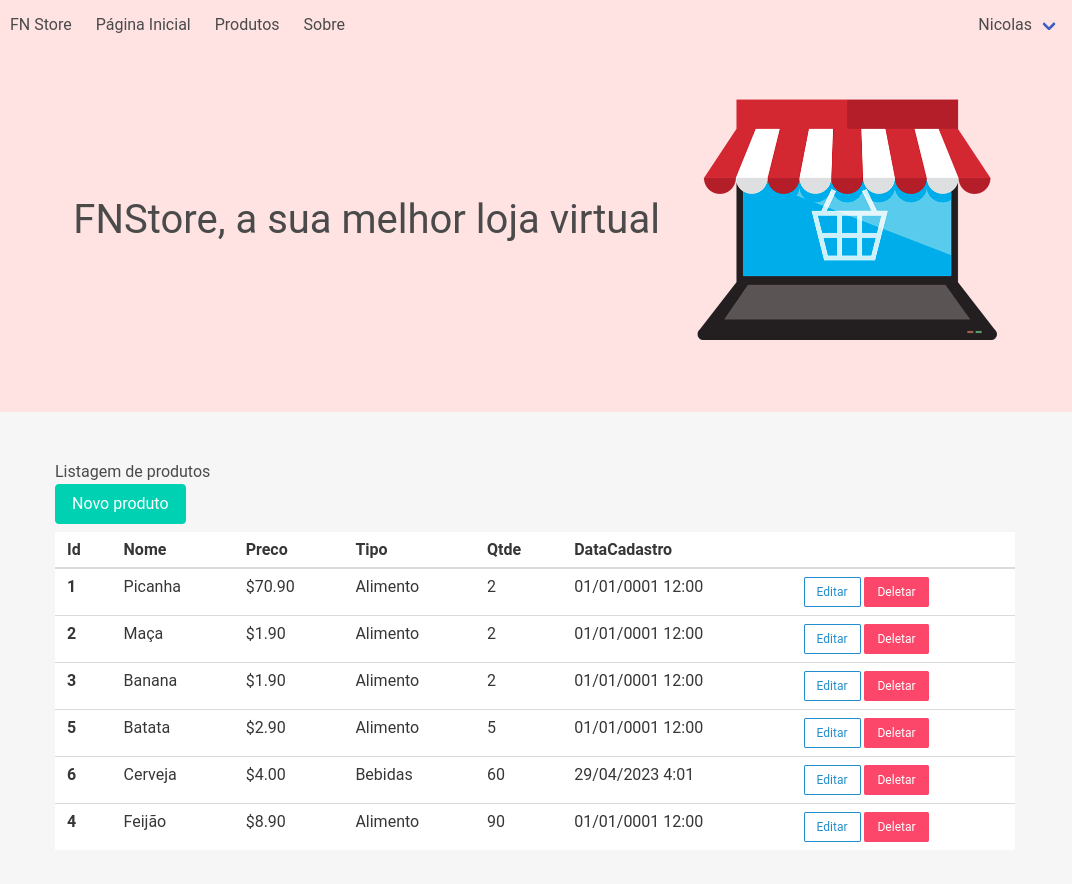 FN Store Página Inicial Produtos Sobre Nicolas
FNStore, a sua melhor loja virtual
Listagem de produtos
Novo produto
Id Nome Preco Tipo Qtde DataCadastro
1 Picanha $70.90 Alimento 2 01/01/0001 12:00 Editar Deletar
2 Maça $1.90 Alimento 2 01/01/0001 12:00 Editar Deletar
3 Banana $1.90 Alimento 2 01/01/0001 12:00 Editar Deletar
5 Batata $2.90 Alimento 5 01/01/0001 12:00 Editar Deletar
6 Cerveja $4.00 Bebidas 60 29/04/2023 4:01 Editar Deletar
4 Feijão $8.90 Alimento 90 01/01/0001 12:00 Editar Deletar